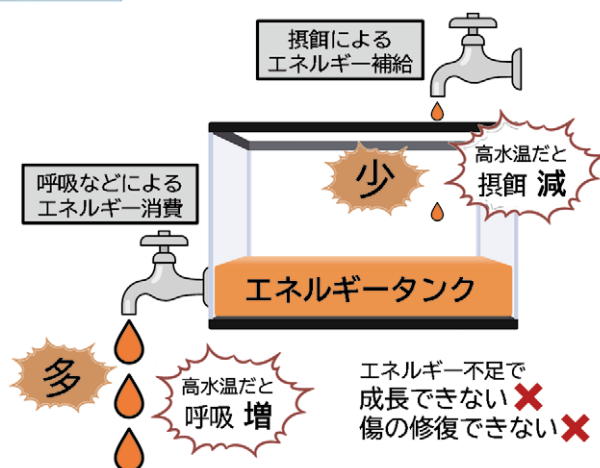 摂餌による
エネルギー補給
高水温だと
摂餌 減
少
呼吸などによる
エネルギー消費
エネルギータンク
多
高水温だと
呼吸 増
エネルギー不足で
成長できない
傷の修復できない